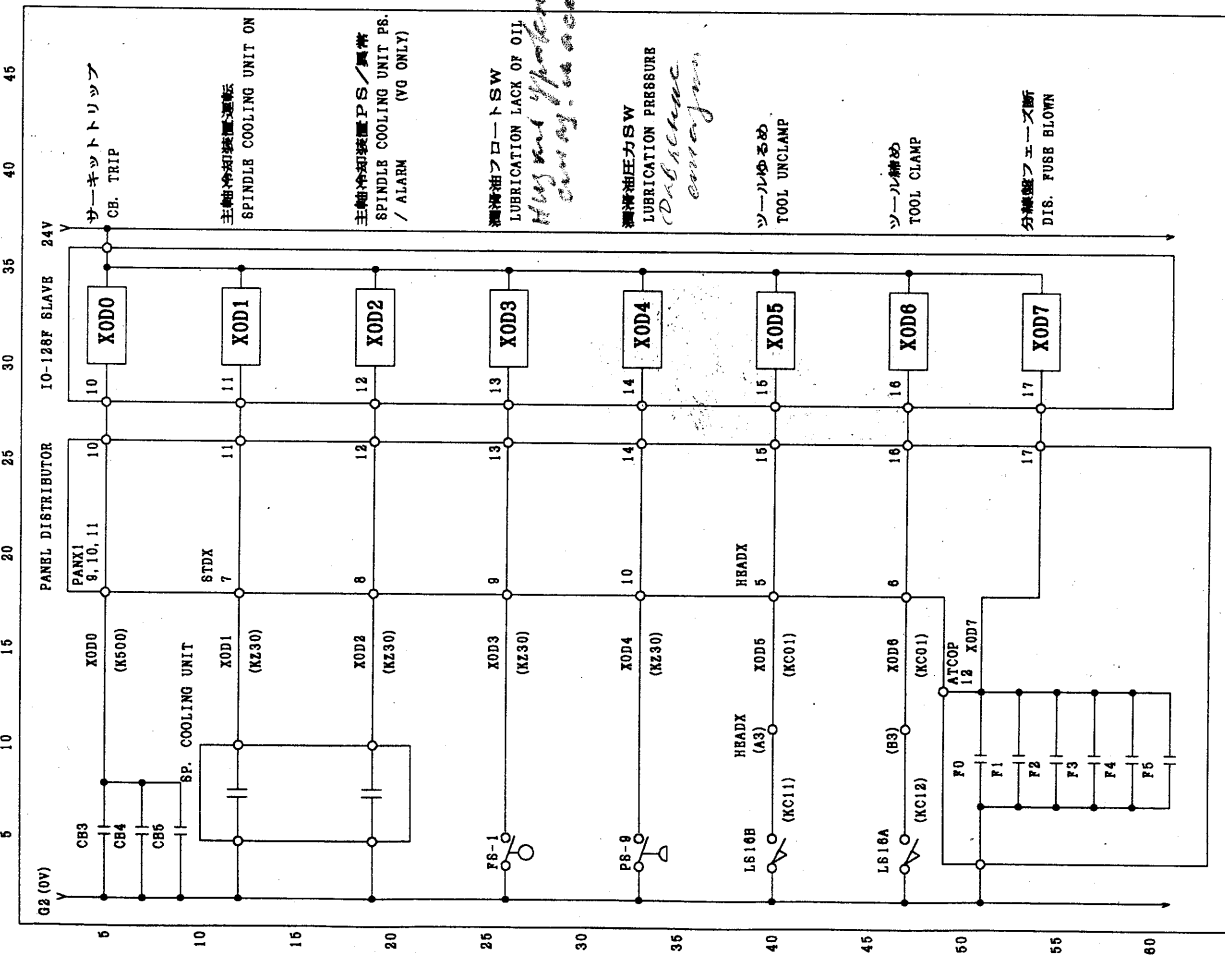 45
40
35
30
25
20
15
10
5
5
10
15
20
25
30
35
40
45
50
55
60
サーキットトリップ
CB. TRIP
主軸冷却装置運転
SPINDLE COOLING UNIT ON
主軸冷却装置PS/異常
SPINDLE COOLING UNIT PS.
/ ALARM (VG ONLY)
潤滑油フロートSW
LUBRICATION LACK OF OIL
潤滑油圧力SW
LUBRICATION PRESSURE
ツールゆるめ
TOOL UNCLAMP
ツール締め
TOOL CLAMP
分線盤フューズ断
DIS. FUSE BLOWN
24V
IO-128F SLAVE
X0D0
X0D1
X0D2
X0D3
X0D4
X0D5
X0D6
X0D7
10
11
12
13
14
15
16
17
PANEL DISTRIBUTOR
10
11
12
13
14
15
16
17
PANX1
9, 10, 11
STDX
7
8
9
10
HEADX
5
6
X0D0
(K500)
X0D1
(KZ30)
X0D2
(KZ30)
X0D3
(KZ30)
X0D4
(KZ30)
X0D5
(KC01)
X0D6
(KC01)
ATCOP
12
X0D7
SP. COOLING UNIT
HEADX
(A3)
(B3)
(KC11)
(KC12)
CB3
CB4
CB5
FS-1
PS-9
LS16B
LS16A
F0
F1
F2
F3
F4
F5
G2 (0V)